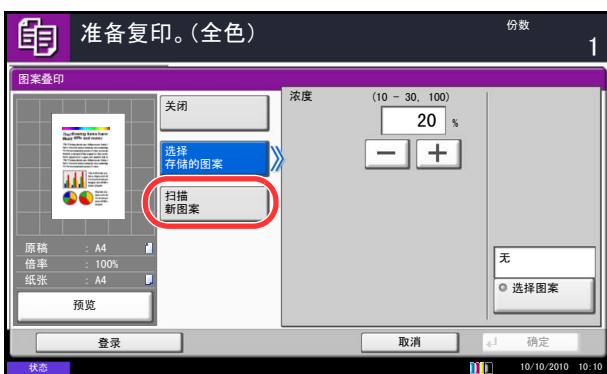 准备复印。(全色)
份数
1
图案叠印
关闭
选择
存储的图案
扫描
新图案
浓度
(10 - 30, 100)
20 %
无
选择图案
原稿 : A4
倍率 : 100%
纸张 : A4
预览
登录
取消
确定
状态
10/10/2010 10:10